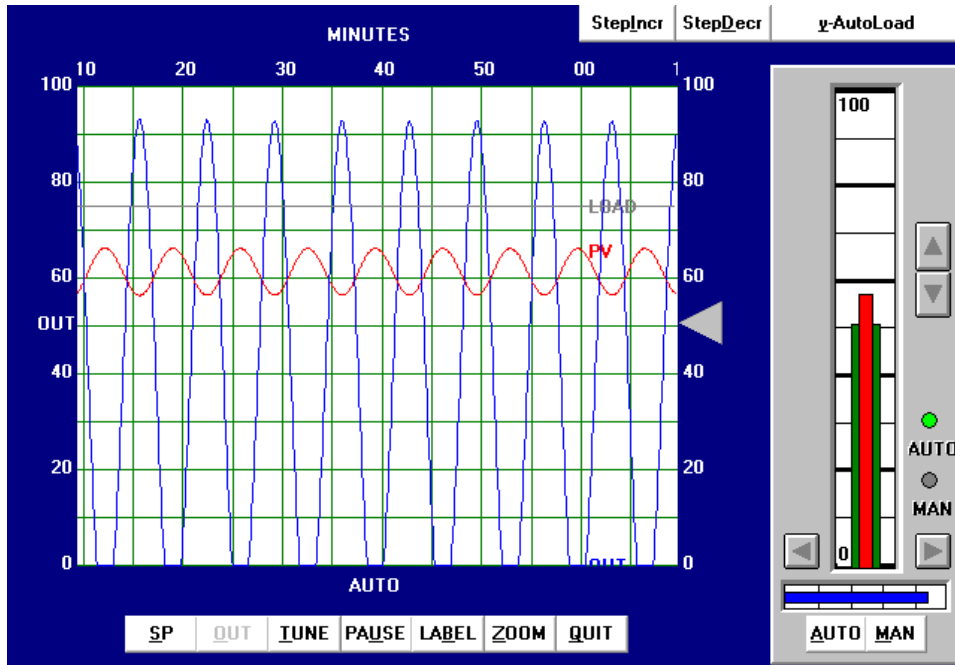 StepIncr StepDecr y-AutoLoad
MINUTES
10 20 30 40 50 00 1
100 100 100
80 80
LOAD
PV
60 60
OUT
40 40
AUTO
20 20
MAN
0 OUT 0 0
AUTO
SP OUT TUNE PAUSE LABEL ZOOM QUIT AUTO MAN